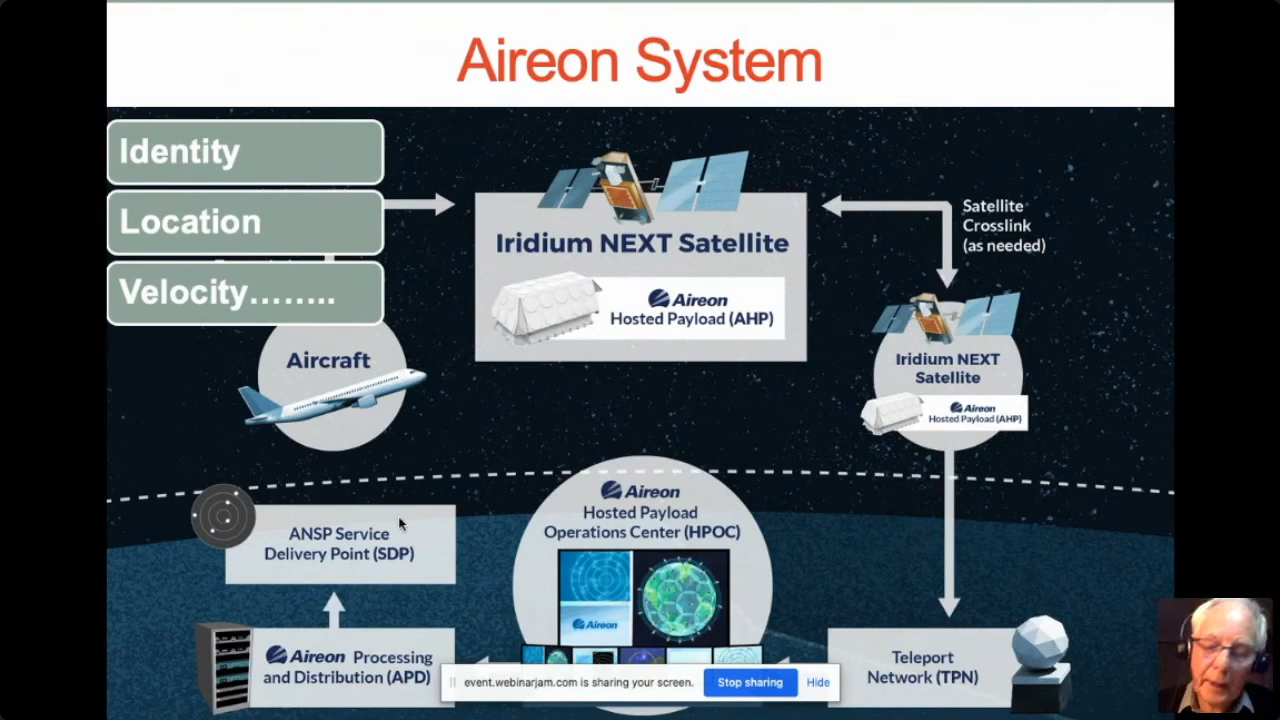 Aireon System
Identity
Location
Velocity……..
Iridium NEXT Satellite
Aireon
Hosted Payload (AHP)
Satellite
Crosslink
(as needed)
Aircraft
Iridium NEXT
Satellite
Aireon
Hosted Payload (AHP)
Aireon
Hosted Payload
Operations Center (HPOC)
Aireon
ANSP Service
Delivery Point (SDP)
Aireon Processing
and Distribution (APD)
Teleport
Network (TPN)
event.webinarjam.com is sharing your screen.
Stop sharing
Hide